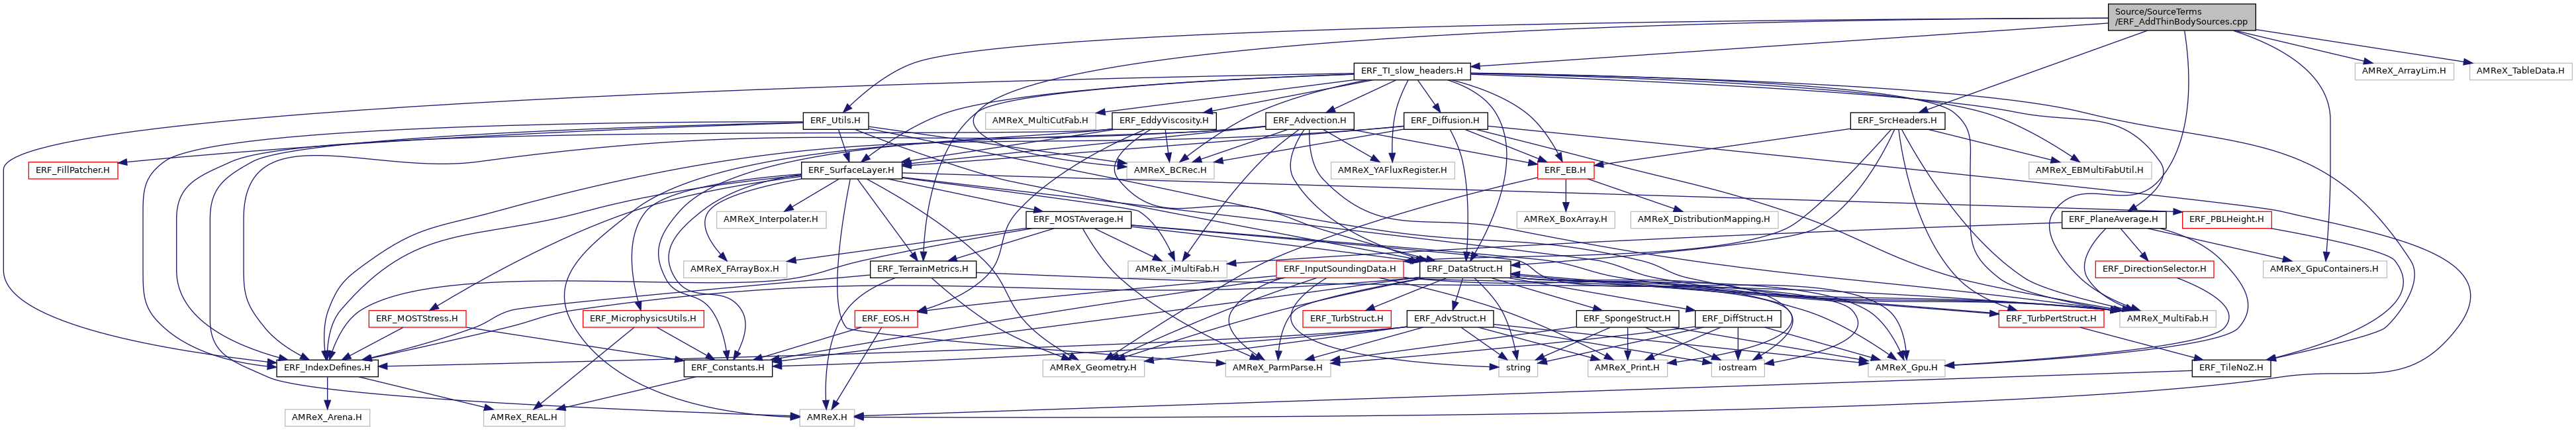 Source/SourceTerms
/ERF_AddThinBodySources.cpp
ERF_TI_slow_headers.H
AMReX_ArrayLim.H
AMReX_TableData.H
ERF_Utils.H
AMReX_MultiCutFab.H
ERF_EddyViscosity.H
ERF_Advection.H
ERF_Diffusion.H
ERF_SrcHeaders.H
ERF_FillPatcher.H
ERF_SurfaceLayer.H
AMReX_BCRec.H
AMReX_YAFluxRegister.H
ERF_EB.H
AMReX_EBMultiFabUtil.H
AMReX_Interpolater.H
ERF_MOSTAverage.H
AMReX_BoxArray.H
AMReX_DistributionMapping.H
ERF_PlaneAverage.H
ERF_PBLHeight.H
AMReX_FArrayBox.H
ERF_TerrainMetrics.H
AMReX_iMultiFab.H
ERF_InputSoundingData.H
ERF_DataStruct.H
ERF_DirectionSelector.H
AMReX_GpuContainers.H
ERF_MOSTStress.H
ERF_MicrophysicsUtils.H
ERF_EOS.H
ERF_TurbStruct.H
ERF_AdvStruct.H
ERF_SpongeStruct.H
ERF_DiffStruct.H
ERF_TurbPertStruct.H
AMReX_MultiFab.H
ERF_IndexDefines.H
ERF_Constants.H
AMReX_Geometry.H
AMReX_ParmParse.H
string
AMReX_Print.H
iostream
AMReX_Gpu.H
ERF_TileNoZ.H
AMReX_Arena.H
AMReX_REAL.H
AMReX.H